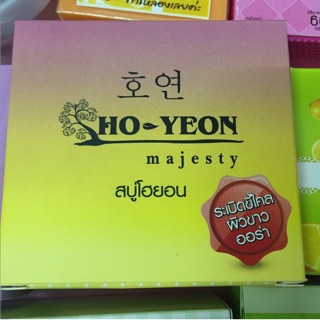 호연
HO-YEON
majesty
สบู่โฮยอน
ระเบิดขี้ไคล
ผิวขาว
ออร่า